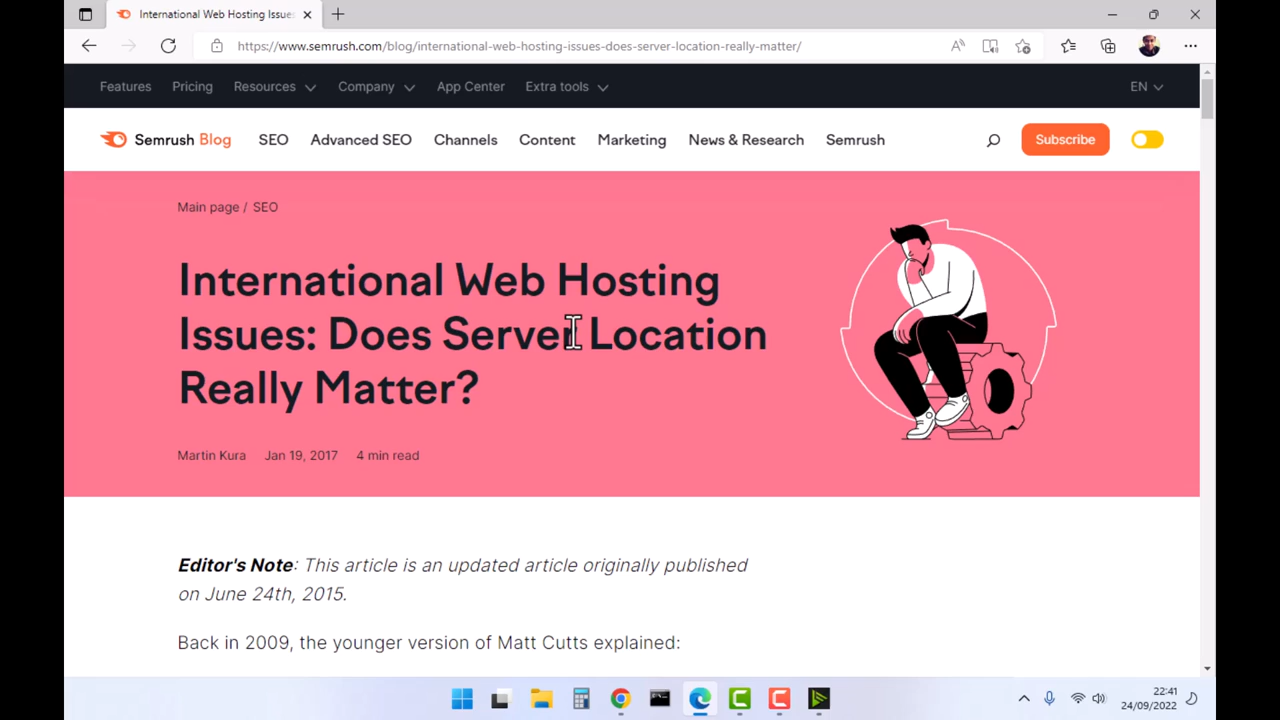 International Web Hosting Issues
https://www.semrush.com/blog/international-web-hosting-issues-does-server-location-really-matter/
Features Pricing Resources Company App Center Extra tools EN
Semrush Blog SEO Advanced SEO Channels Content Marketing News & Research Semrush Subscribe
Main page / SEO
International Web Hosting
Issues: Does Server Location
Really Matter?
Martin Kura Jan 19, 2017 4 min read
Editor's Note: This article is an updated article originally published
on June 24th, 2015.
Back in 2009, the younger version of Matt Cutts explained:
22:41
24/09/2022